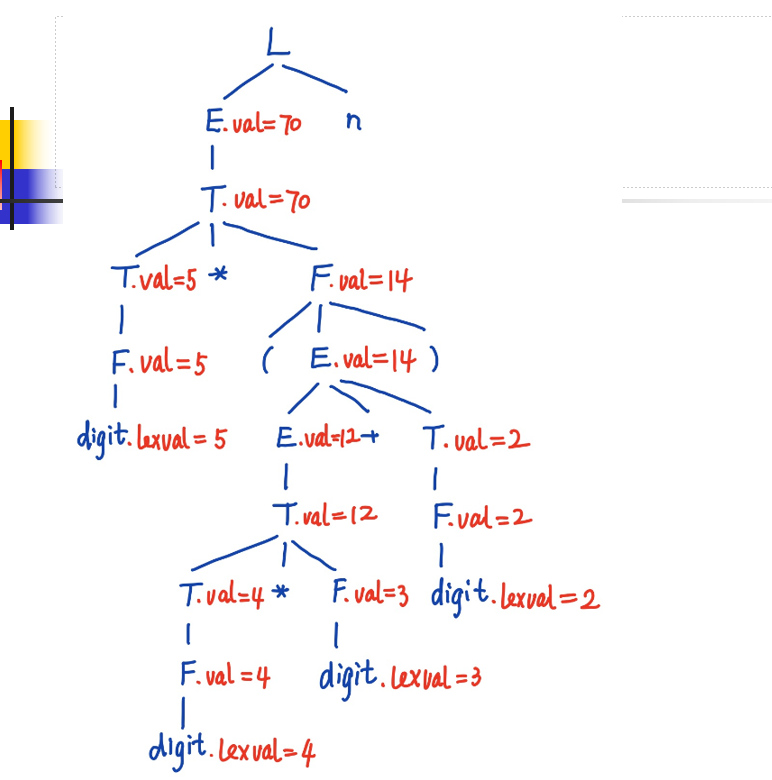 L
E.val=70 n
T.val=70
T.val=5 * F.val=14
F.val=5 ( E.val=14 )
digit.lexval=5 E.val=12 + T.val=2
T.val=12 F.val=2
T.val=4 * F.val=3 digit.lexval=2
F.val=4 digit.lexval=3
digit.lexval=4